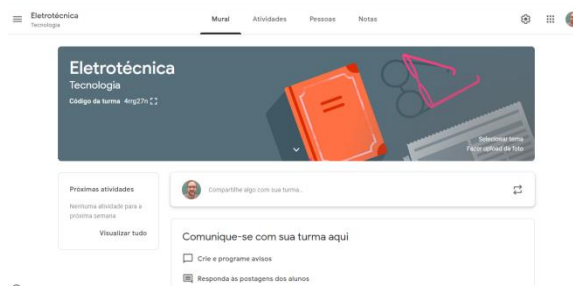 Eletrotécnica
Tecnologia
Mural Atividades Pessoas Notas
Eletrotécnica
Tecnologia
Código da turma 4rrg27n
Selecionar tema
Fazer upload da foto
Próximas atividades
Nenhuma atividade para a
próxima semana
Visualizar tudo
Compartilhe algo com sua turma...
Comunique-se com sua turma aqui
Crie e programe avisos
Responda às postagens dos alunos